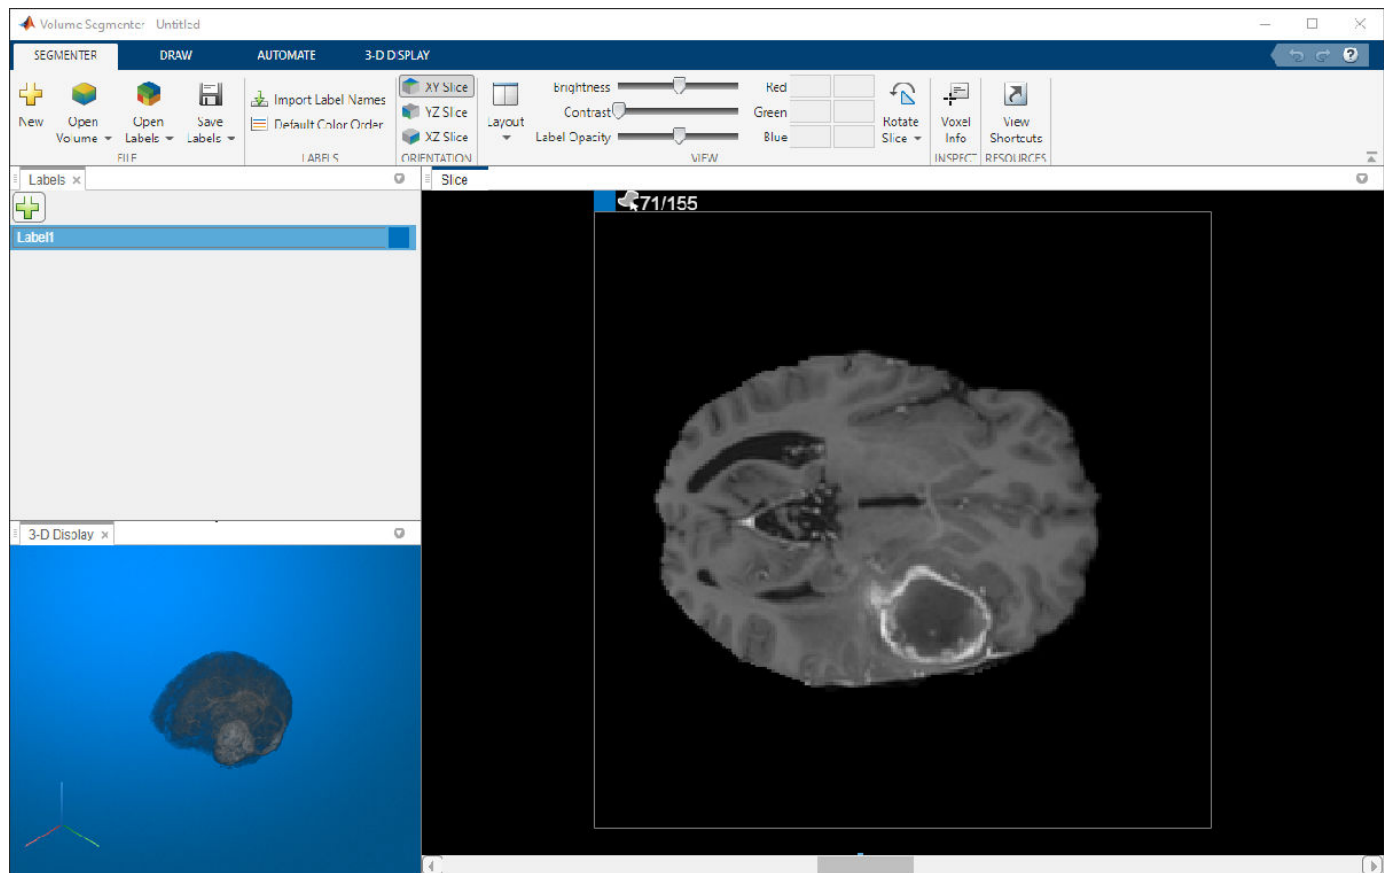 Volume Segmenter - Untitled
SEGMENTER DRAW AUTOMATE 3-D DISPLAY
New
Open Volume
Open Labels
Save Labels
FILE
Import Label Names
Default Color Order
LABELS
XY Slice
YZ Slice
XZ Slice
ORIENTATION
Layout
Brightness
Contrast
Label Opacity
Red
Green
Blue
VIEW
Rotate Slice
Voxel Info
INSPECT
View Shortcuts
RESOURCES
Labels
Label1
3-D Display
Slice
71/155